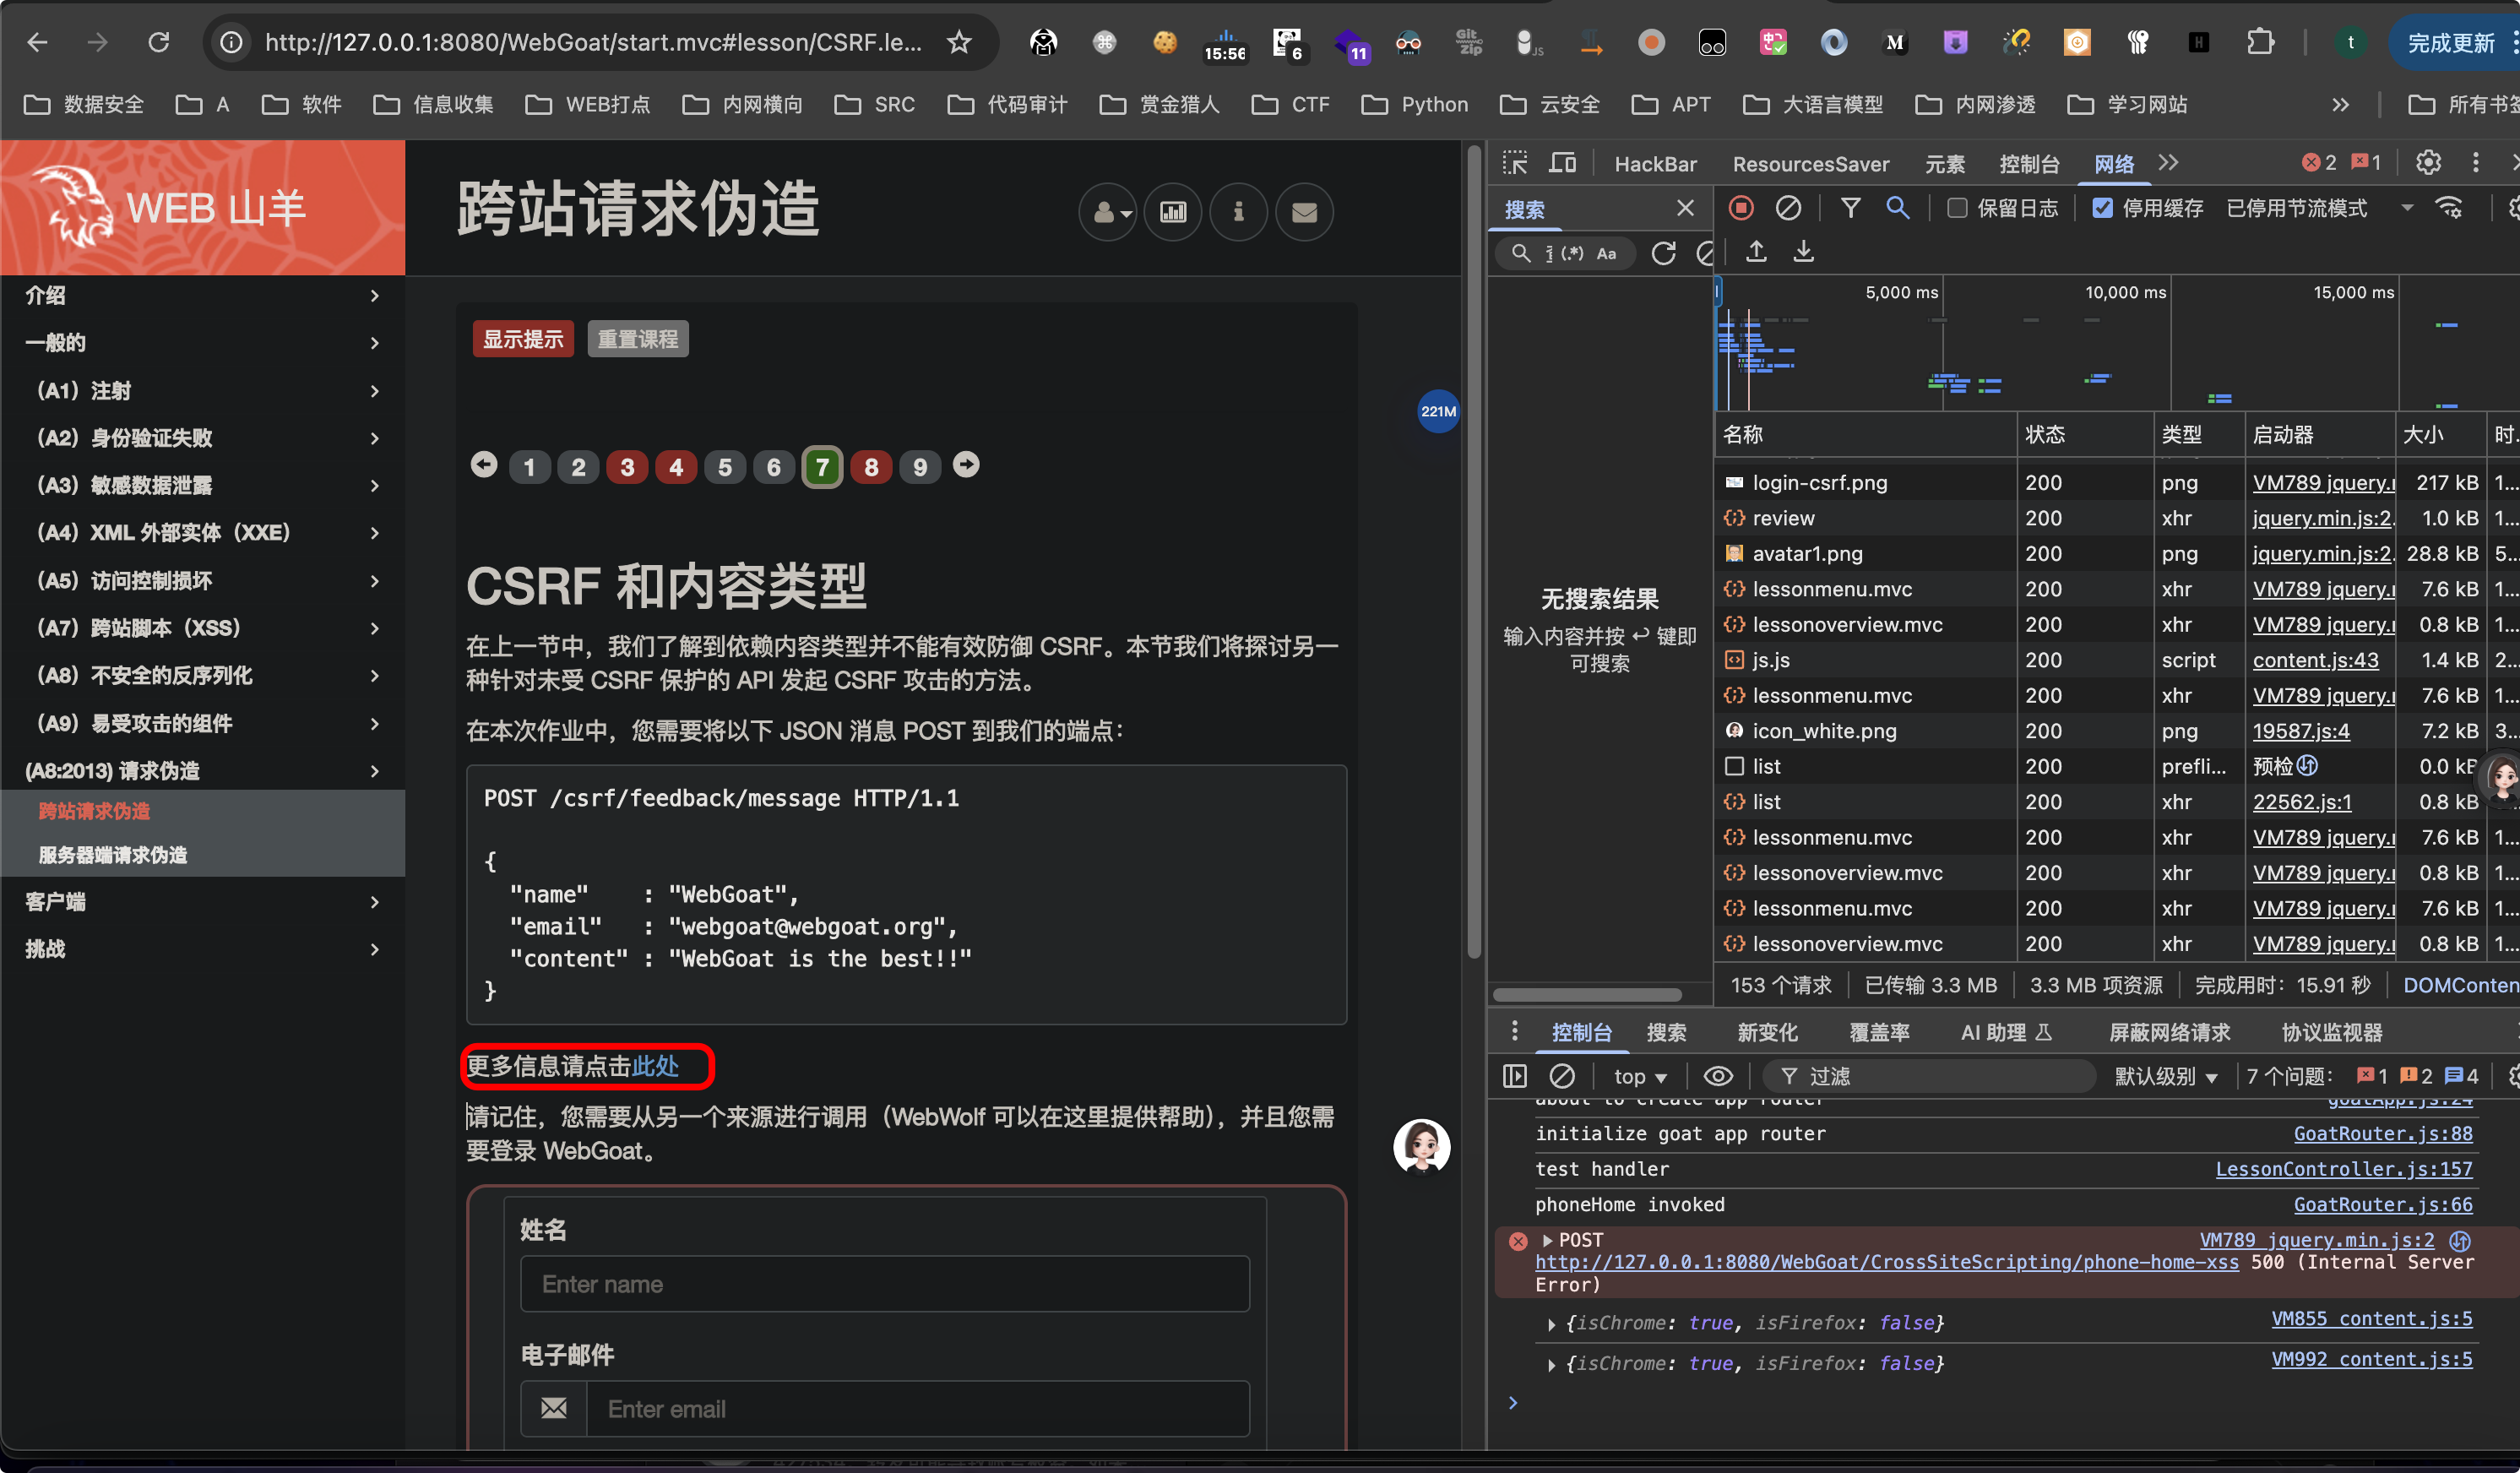 http://127.0.0.1:8080/WebGoat/start.mvc#lesson/CSRF.le...
15:56
6
11
Git Zip
JS
M
H
t
完成更新
数据安全
A
软件
信息收集
WEB打点
内网横向
SRC
代码审计
赏金猎人
CTF
Python
云安全
APT
大语言模型
内网渗透
学习网站
所有书签
WEB 山羊
跨站请求伪造
介绍
一般的
（A1）注射
（A2）身份验证失败
（A3）敏感数据泄露
（A4）XML 外部实体（XXE）
（A5）访问控制损坏
（A7）跨站脚本（XSS）
（A8）不安全的反序列化
（A9）易受攻击的组件
(A8:2013) 请求伪造
跨站请求伪造
服务器端请求伪造
客户端
挑战
显示提示
重置课程
221M
1 2 3 4 5 6 7 8 9
CSRF 和内容类型
在上一节中，我们了解到依赖内容类型并不能有效防御 CSRF。本节我们将探讨另一
种针对未受 CSRF 保护的 API 发起 CSRF 攻击的方法。
在本次作业中，您需要将以下 JSON 消息 POST 到我们的端点：
POST /csrf/feedback/message HTTP/1.1
{
"name"    : "WebGoat",
"email"   : "webgoat@webgoat.org",
"content" : "WebGoat is the best!!"
}
更多信息请点击此处
请记住，您需要从另一个来源进行调用（WebWolf 可以在这里提供帮助），并且您需
要登录 WebGoat。
姓名
Enter name
电子邮件
Enter email
HackBar
ResourcesSaver
元素
控制台
网络
2
1
搜索
保留日志
停用缓存
已停用节流模式
(.*)
Aa
无搜索结果
输入内容并按 ↩ 键即
可搜索
5,000 ms
10,000 ms
15,000 ms
名称 状态 类型 启动器 大小 时...
login-csrf.png 200 png VM789 jquery.r 217 kB 1...
review 200 xhr jquery.min.js:2. 1.0 kB 1...
avatar1.png 200 png jquery.min.js:2. 28.8 kB 5...
lessonmenu.mvc 200 xhr VM789 jquery.r 7.6 kB 1...
lessonoverview.mvc 200 xhr VM789 jquery.r 0.8 kB 1...
js.js 200 script content.js:43 1.4 kB 2...
lessonmenu.mvc 200 xhr VM789 jquery.r 7.6 kB 1...
icon_white.png 200 png 19587.js:4 7.2 kB 3...
list 200 prefli... 预检 0.0 kB
list 200 xhr 22562.js:1 0.8 kB
lessonmenu.mvc 200 xhr VM789 jquery.r 7.6 kB 1...
lessonoverview.mvc 200 xhr VM789 jquery.r 0.8 kB 1...
lessonmenu.mvc 200 xhr VM789 jquery.r 7.6 kB 1...
lessonoverview.mvc 200 xhr VM789 jquery.r 0.8 kB 1...
153 个请求
已传输 3.3 MB
3.3 MB 项资源
完成用时：15.91 秒
DOMConten
控制台
搜索
新变化
覆盖率
AI 助理
屏蔽网络请求
协议监视器
top
过滤
默认级别
7 个问题：
1
2
4
about to create app router goatApp.js:24
initialize goat app router GoatRouter.js:88
test handler LessonController.js:157
phoneHome invoked GoatRouter.js:66
POST VM789 jquery.min.js:2
http://127.0.0.1:8080/WebGoat/CrossSiteScripting/phone-home-xss 500 (Internal Server
Error)
{isChrome: true, isFirefox: false} VM855 content.js:5
{isChrome: true, isFirefox: false} VM992 content.js:5